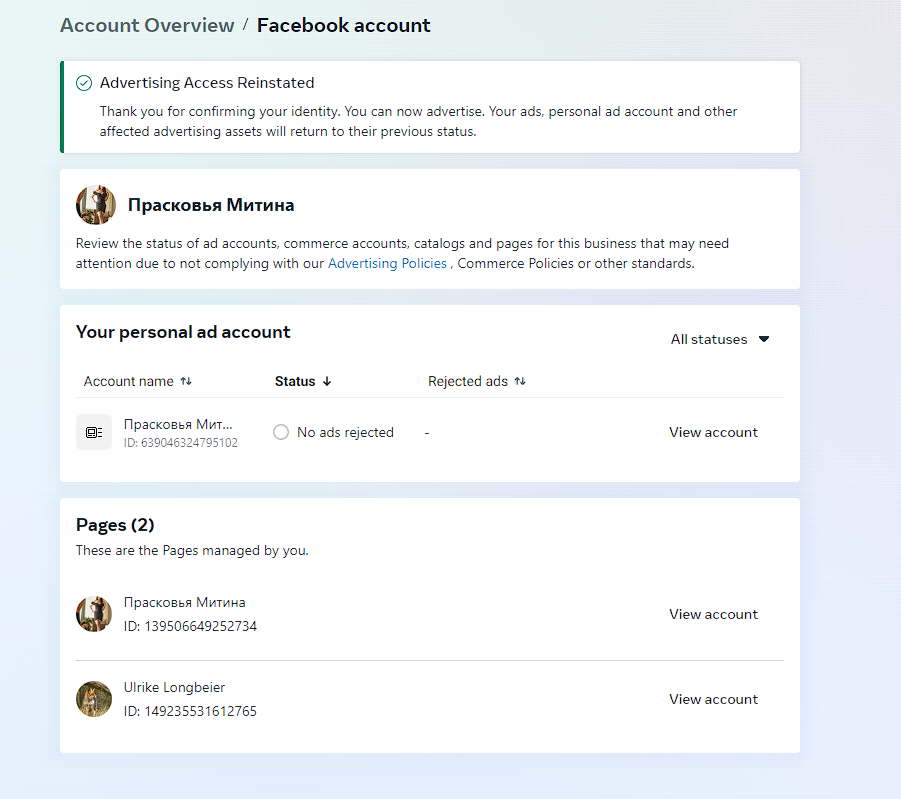 Account Overview / Facebook account
Advertising Access Reinstated
Thank you for confirming your identity. You can now advertise. Your ads, personal ad account and other
affected advertising assets will return to their previous status.
Прасковья Митина
Review the status of ad accounts, commerce accounts, catalogs and pages for this business that may need
attention due to not complying with our Advertising Policies , Commerce Policies or other standards.
Your personal ad account
All statuses
Account name Status Rejected ads
Прасковья Мит...
ID: 639046324795102
No ads rejected - View account
Pages (2)
These are the Pages managed by you.
Прасковья Митина
ID: 139506649252734
View account
Ulrike Longbeier
ID: 149235531612765
View account